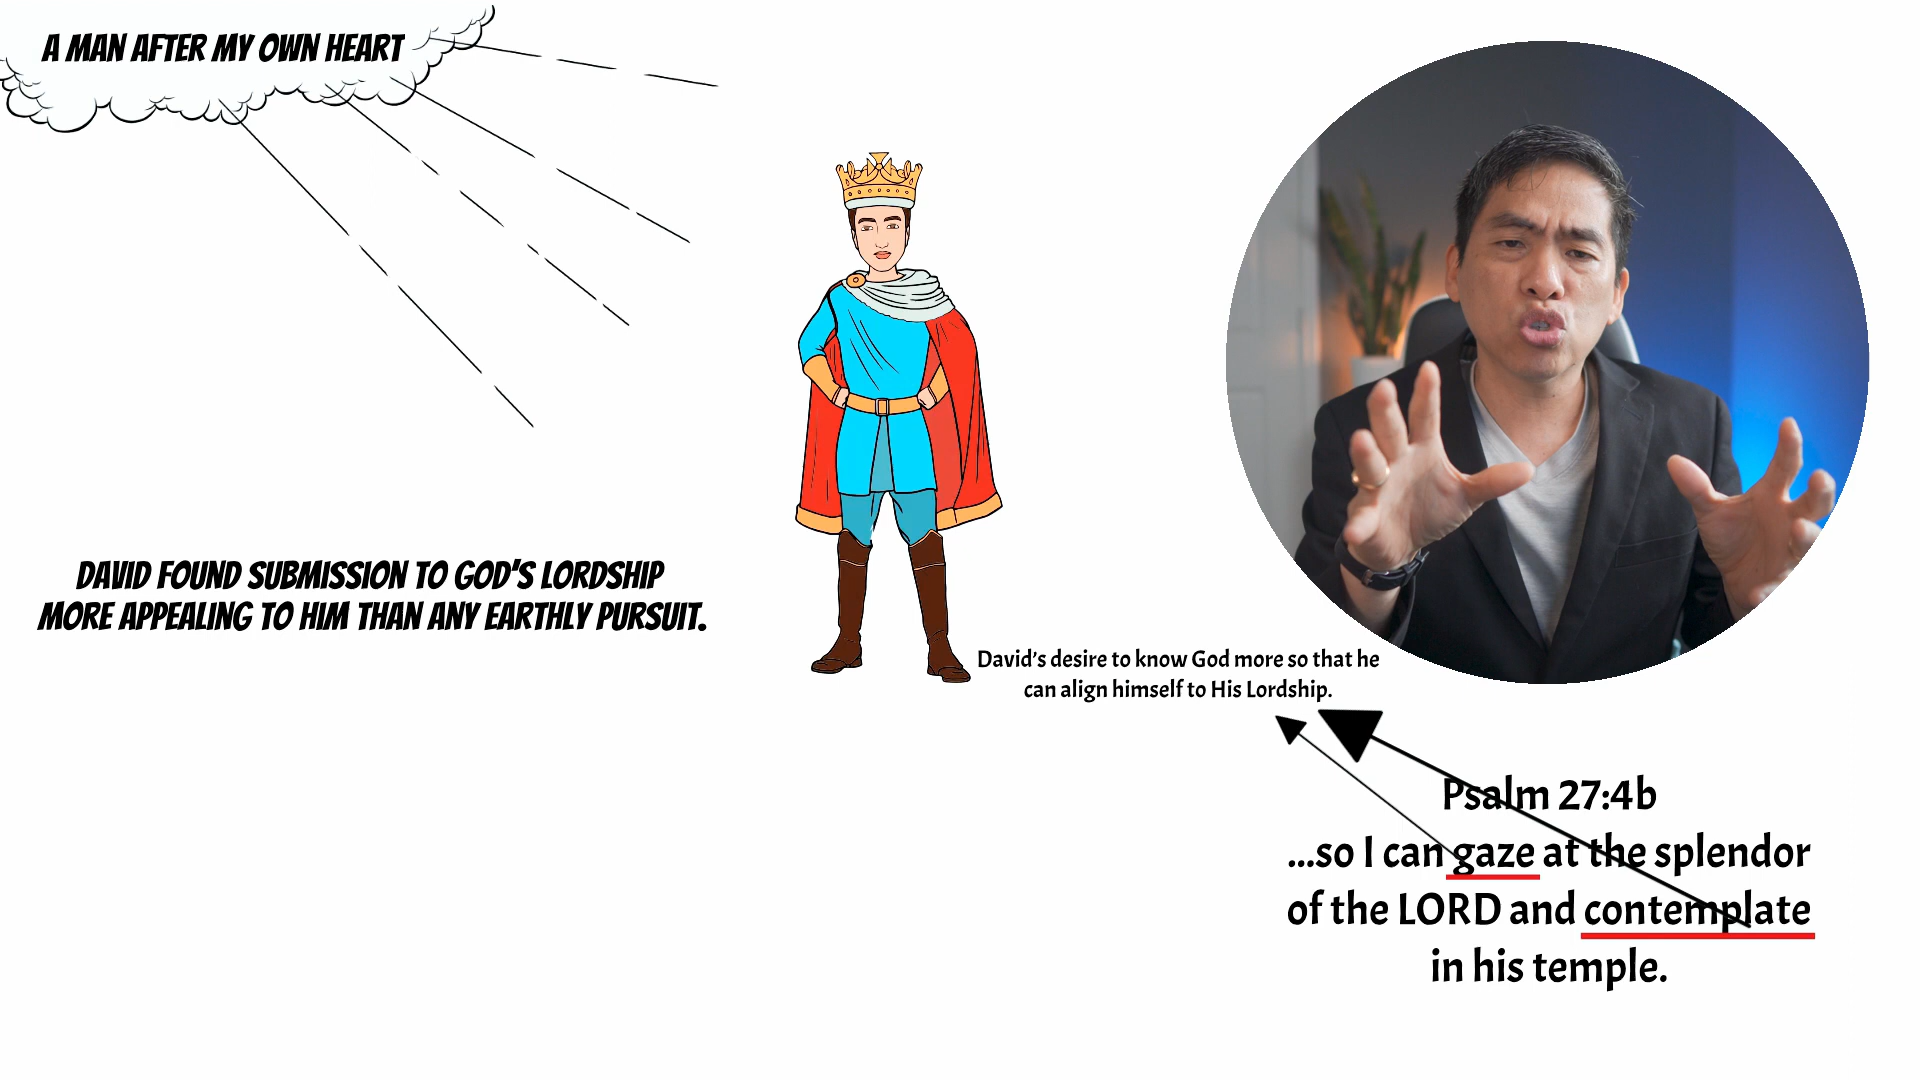 A MAN AFTER MY OWN HEART
DAVID FOUND SUBMISSION TO GOD'S LORDSHIP
MORE APPEALING TO HIM THAN ANY EARTHLY PURSUIT.
David's desire to know God more so that he
can align himself to His Lordship.
Psalm 27:4b
...so I can gaze at the splendor
of the LORD and contemplate
in his temple.